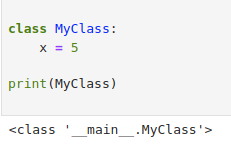 class MyClass:
    x = 5
print(MyClass)
<class '__main__.MyClass'>